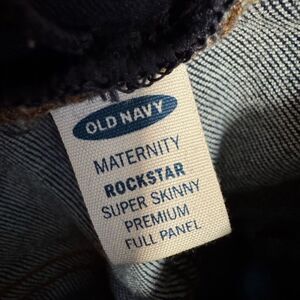 OLD NAVY
MATERNITY
ROCKSTAR
SUPER SKINNY
PREMIUM
FULL PANEL